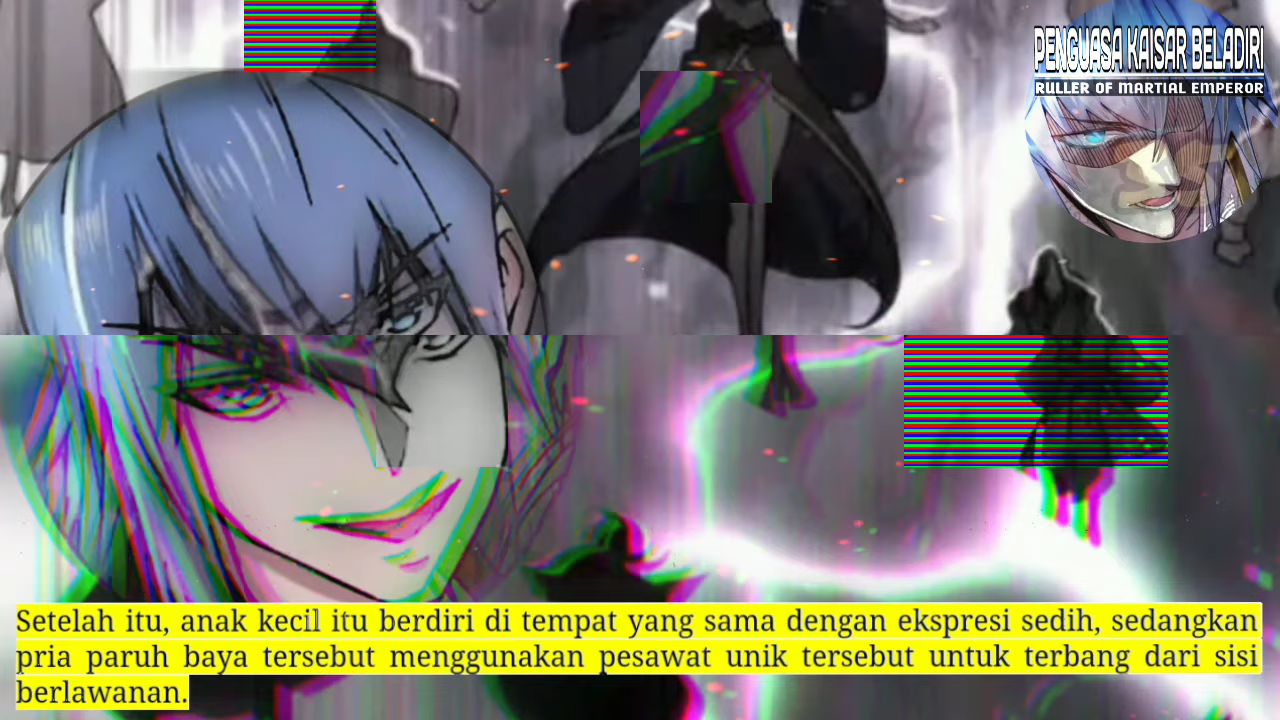 PENGUASA KAISAR BELADIRI
RULLER OF MARTIAL EMPEROR
Setelah itu, anak kecil itu berdiri di tempat yang sama dengan ekspresi sedih, sedangkan
pria paruh baya tersebut menggunakan pesawat unik tersebut untuk terbang dari sisi
berlawanan.